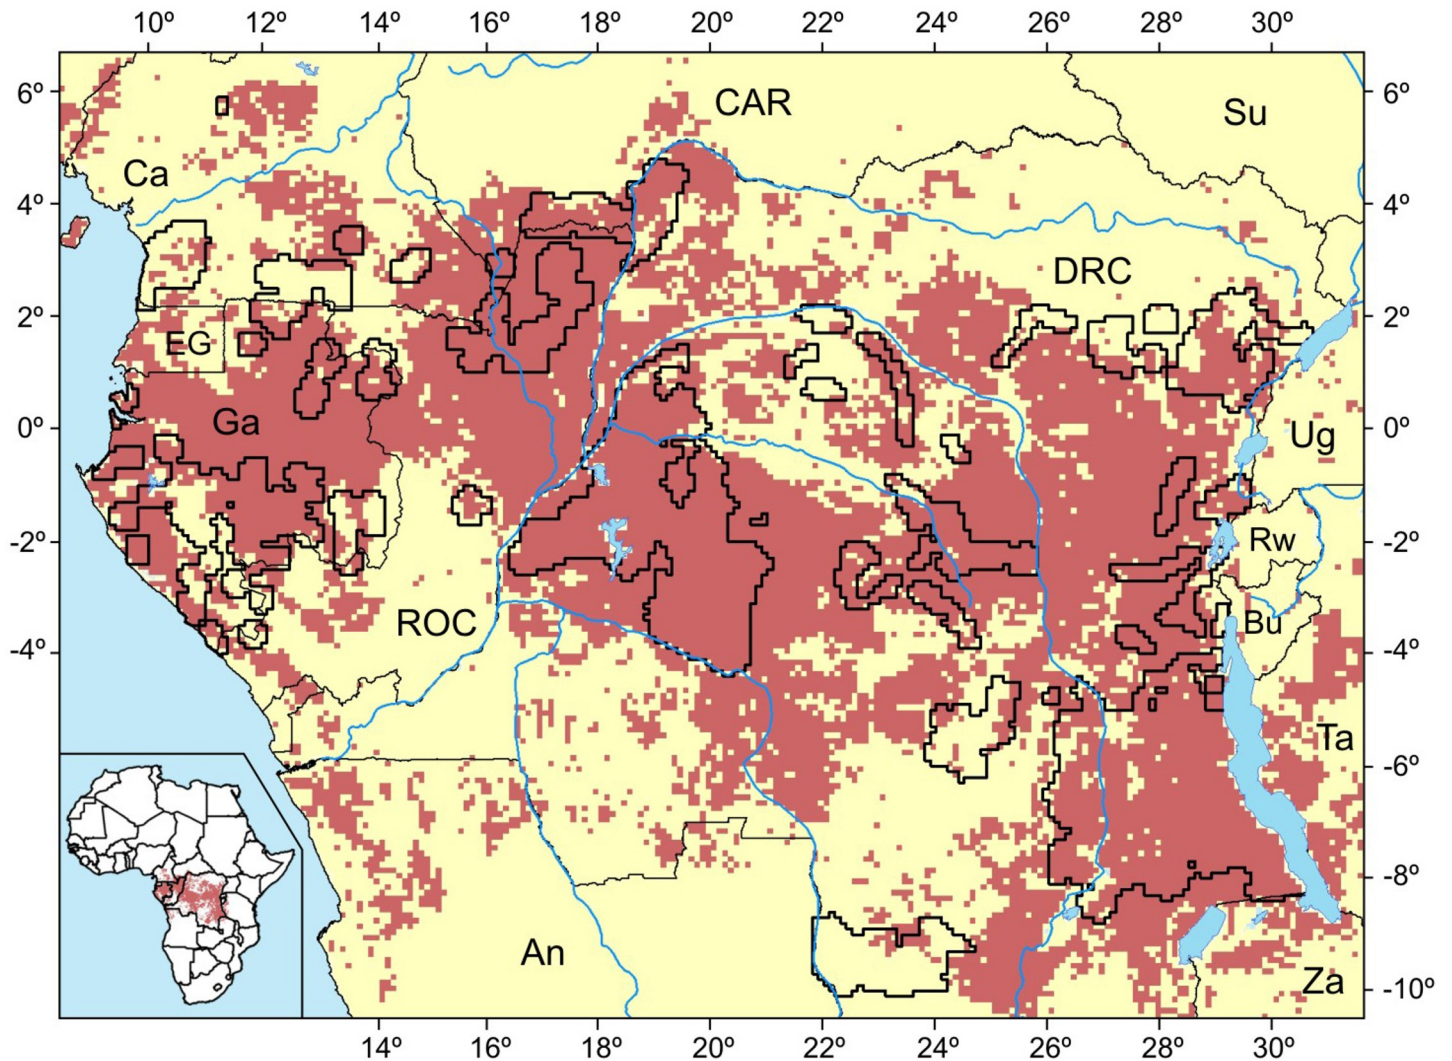 10º 12º 14º 16º 18º 20º 22º 24º 26º 28º 30º
6º CAR Su 6º
Ca
4º 4º
DRC
2º 2º
EG
0º Ga Ug 0º
-2º Rw -2º
ROC Bu
-4º -4º
Ta
-6º
-8º
An Za
-10º
14º 16º 18º 20º 22º 24º 26º 28º 30º